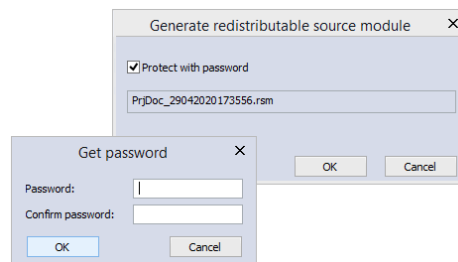 Generate redistributable source module
Protect with password
PrjDoc_29042020173556.rsm
OK Cancel
Get password
Password:
Confirm password:
OK Cancel